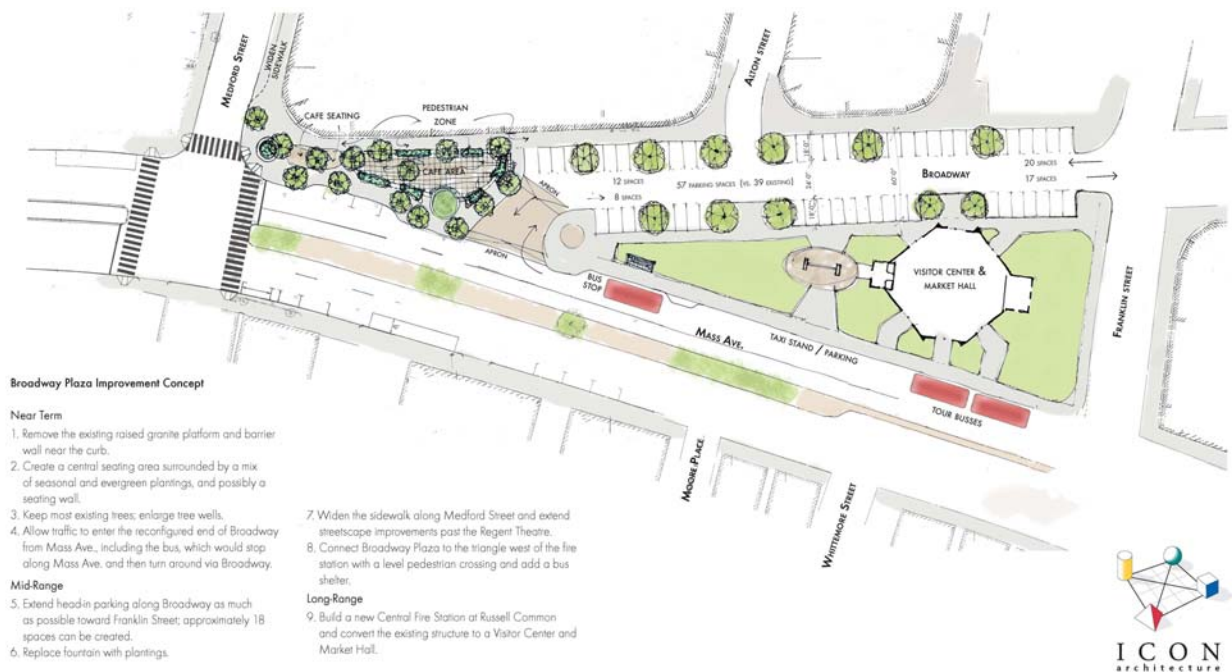 MEDFORD STREET
WIDEN
SIDEWALK
CAFE SEATING
PEDESTRIAN
ZONE
CAFE AREA
APRON
APRON
ALTON STREET
12 SPACES
8 SPACES
57 PARKING SPACES (VS. 39 EXISTING)
18'-0"
24'-0"
18'-0"
60'-0"
BROADWAY
20 SPACES
17 SPACES
BUS
STOP
MASS AVE.
TAXI STAND / PARKING
VISITOR CENTER &
MARKET HALL
FRANKLIN STREET
TOUR BUSSES
MOORE PLACE
WHITTEMORE STREET
Broadway Plaza Improvement Concept
Near Term
1. Remove the existing raised granite platform and barrier
wall near the curb.
2. Create a central seating area surrounded by a mix
of seasonal and evergreen plantings, and possibly a
seating wall.
3. Keep most existing trees; enlarge tree wells.
4. Allow traffic to enter the reconfigured end of Broadway
from Mass Ave., including the bus, which would stop
along Mass Ave. and then turn around via Broadway.
Mid-Range
5. Extend head-in parking along Broadway as much
as possible toward Franklin Street; approximately 18
spaces can be created.
6. Replace fountain with plantings.
7. Widen the sidewalk along Medford Street and extend
streetscape improvements past the Regent Theatre.
8. Connect Broadway Plaza to the triangle west of the fire
station with a level pedestrian crossing and add a bus
shelter.
Long-Range
9. Build a new Central Fire Station at Russell Common
and convert the existing structure to a Visitor Center and
Market Hall.
ICON
architecture